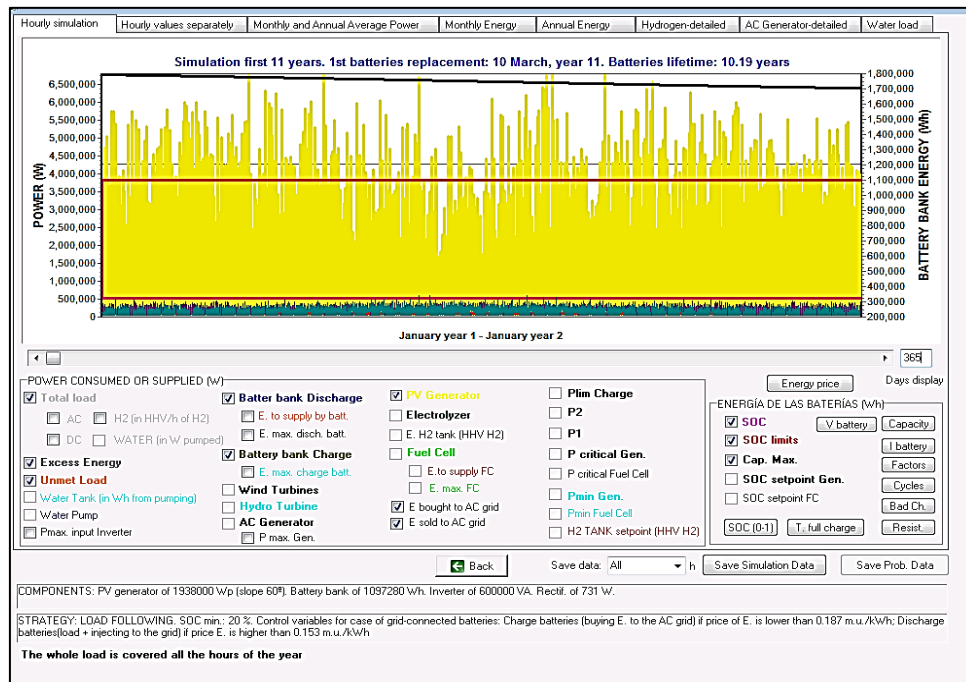 Hourly simulation Hourly values separately Monthly and Annual Average Power Monthly Energy Annual Energy Hydrogen-detailed AC Generator-detailed Water load
Simulation first 11 years. 1st batteries replacement: 10 March, year 11. Batteries lifetime: 10.19 years
POWER (W)
6,500,000
6,000,000
5,500,000
5,000,000
4,500,000
4,000,000
3,500,000
3,000,000
2,500,000
2,000,000
1,500,000
1,000,000
500,000
0
1,800,000
1,700,000
1,600,000
1,500,000
1,400,000
1,300,000
1,200,000
1,100,000
1,000,000
900,000
800,000
700,000
600,000
500,000
400,000
300,000
200,000
BATTERY BANK ENERGY (Wh)
January year 1 - January year 2
365
Days display
POWER CONSUMED OR SUPPLIED (W)
Total load
AC H2 (in HHV/h of H2)
DC WATER (in W pumped)
Excess Energy
Unmet Load
Water Tank (in Wh from pumping)
Water Pump
Pmax. input Inverter
Batter bank Discharge
E. to supply by batt.
E. max. disch. batt.
Battery bank Charge
E. max. charge batt.
Wind Turbines
Hydro Turbine
AC Generator
P max. Gen.
PV Generator
Electrolyzer
E. H2 tank (HHV H2)
Fuel Cell
E.to supply FC
E. max. FC
E bought to AC grid
E sold to AC grid
Plim Charge
P2
P1
P critical Gen.
P critical Fuel Cell
Pmin Gen.
Pmin Fuel Cell
H2 TANK setpoint (HHV H2)
Energy price
ENERGÍA DE LAS BATERÍAS (Wh)
SOC
SOC limits
Cap. Max.
SOC setpoint Gen.
SOC setpoint FC
V battery
Capacity
I battery
Factors
Cycles
Bad Ch.
SOC (0-1) T. full charge Resist.
Back Save data: All h Save Simulation Data Save Prob. Data
COMPONENTS: PV generator of 1938000 Wp (slope 60º). Battery bank of 1097280 Wh. Inverter of 600000 VA. Rectif. of 731 W.
STRATEGY: LOAD FOLLOWING. SOC min.: 20 %. Control variables for case of grid-connected batteries: Charge batteries (buying E. to the AC grid) if price of E. is lower than 0.187 m.u./kWh; Discharge
batteries(load + injecting to the grid) if price E. is higher than 0.153 m.u./kWh
The whole load is covered all the hours of the year